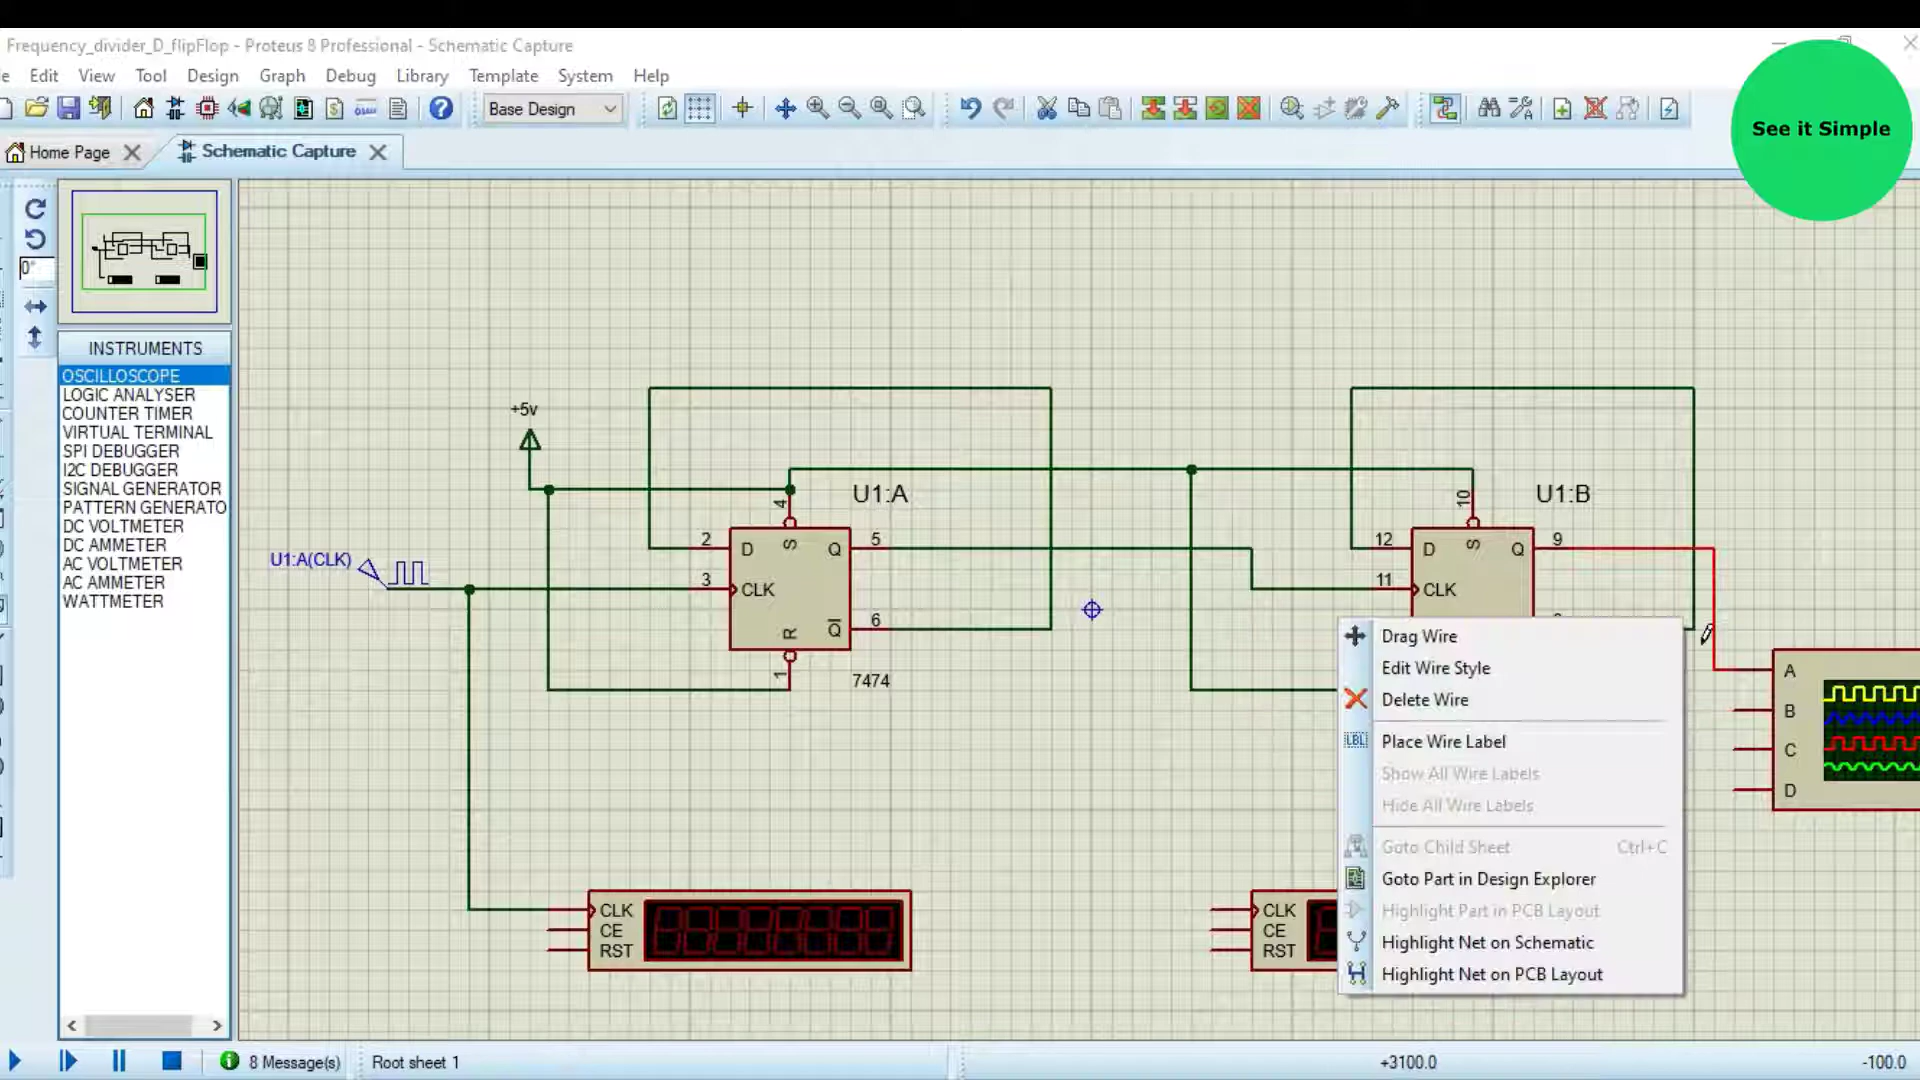 Frequency_divider_D_flipFlop - Proteus 8 Professional - Schematic Capture
Edit View Tool Design Graph Debug Library Template System Help
See it Simple
Base Design
Home Page
Schematic Capture
0°
INSTRUMENTS
OSCILLOSCOPE
LOGIC ANALYSER
COUNTER TIMER
VIRTUAL TERMINAL
SPI DEBUGGER
I2C DEBUGGER
SIGNAL GENERATOR
PATTERN GENERATO
DC VOLTMETER
DC AMMETER
AC VOLTMETER
AC AMMETER
WATTMETER
+5v
U1:A(CLK)
U1:A
4
2 D S Q 5
3 CLK
R Q 6
1
7474
U1:B
10
12 D S Q 9
11 CLK
A
B
C
D
CLK
CE
RST
CLK
CE
RST
Drag Wire
Edit Wire Style
Delete Wire
LBL Place Wire Label
Show All Wire Labels
Hide All Wire Labels
Goto Child Sheet Ctrl+C
Goto Part in Design Explorer
Highlight Part in PCB Layout
Highlight Net on Schematic
Highlight Net on PCB Layout
8 Message(s)
Root sheet 1
+3100.0
-100.0